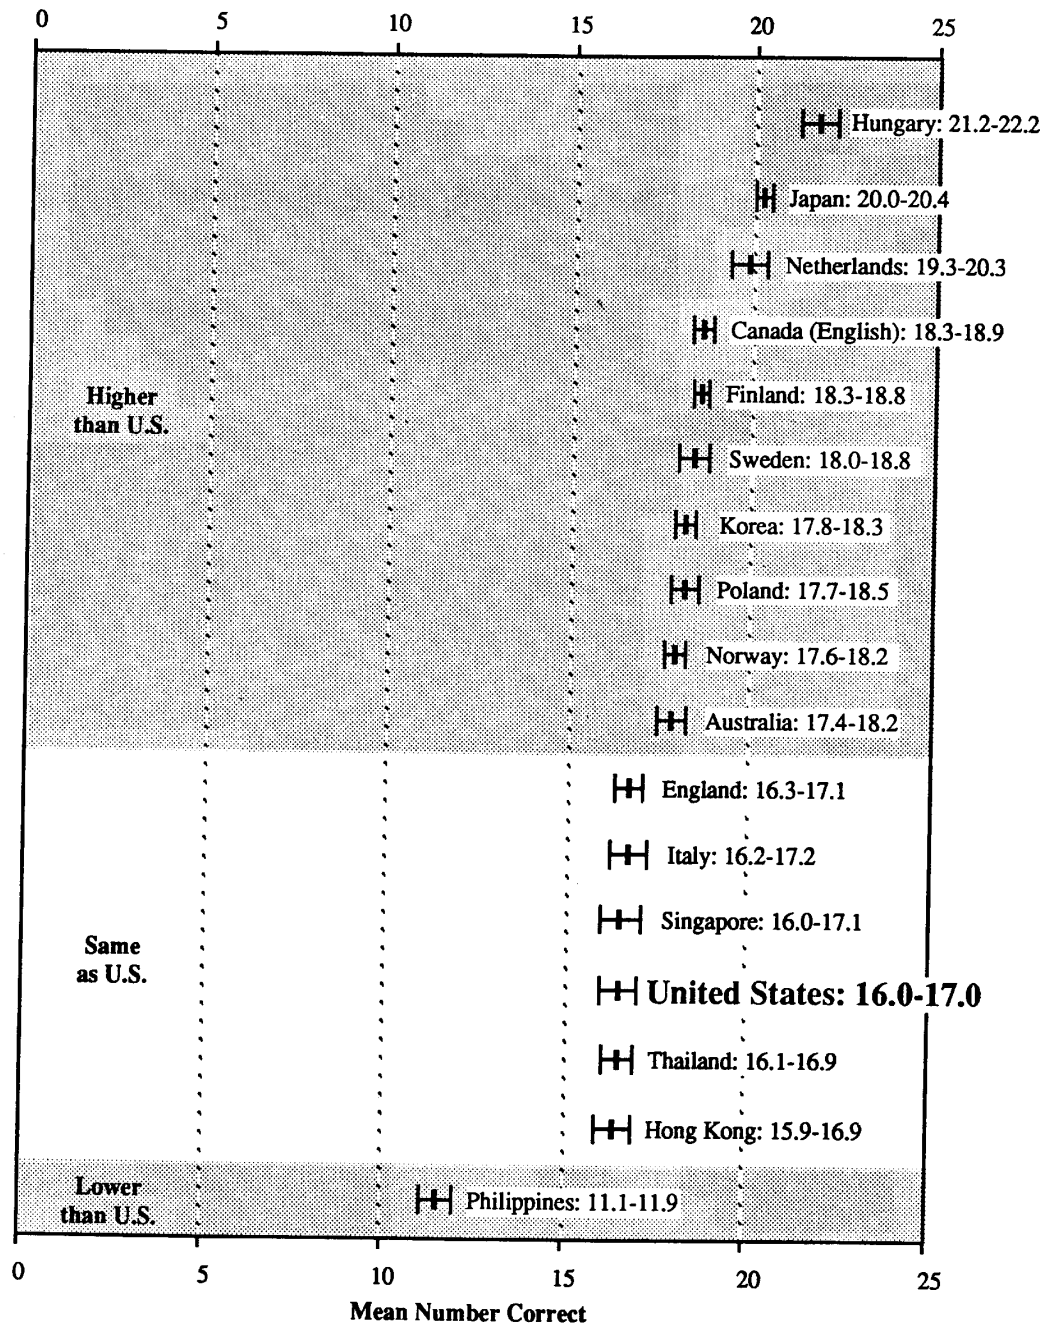 0 5 10 15 20 25
Hungary: 21.2-22.2
Japan: 20.0-20.4
Netherlands: 19.3-20.3
Canada (English): 18.3-18.9
Higher
than U.S.
Finland: 18.3-18.8
Sweden: 18.0-18.8
Korea: 17.8-18.3
Poland: 17.7-18.5
Norway: 17.6-18.2
Australia: 17.4-18.2
England: 16.3-17.1
Italy: 16.2-17.2
Singapore: 16.0-17.1
Same
as U.S.
United States: 16.0-17.0
Thailand: 16.1-16.9
Hong Kong: 15.9-16.9
Lower
than U.S.
Philippines: 11.1-11.9
0 5 10 15 20 25
Mean Number Correct